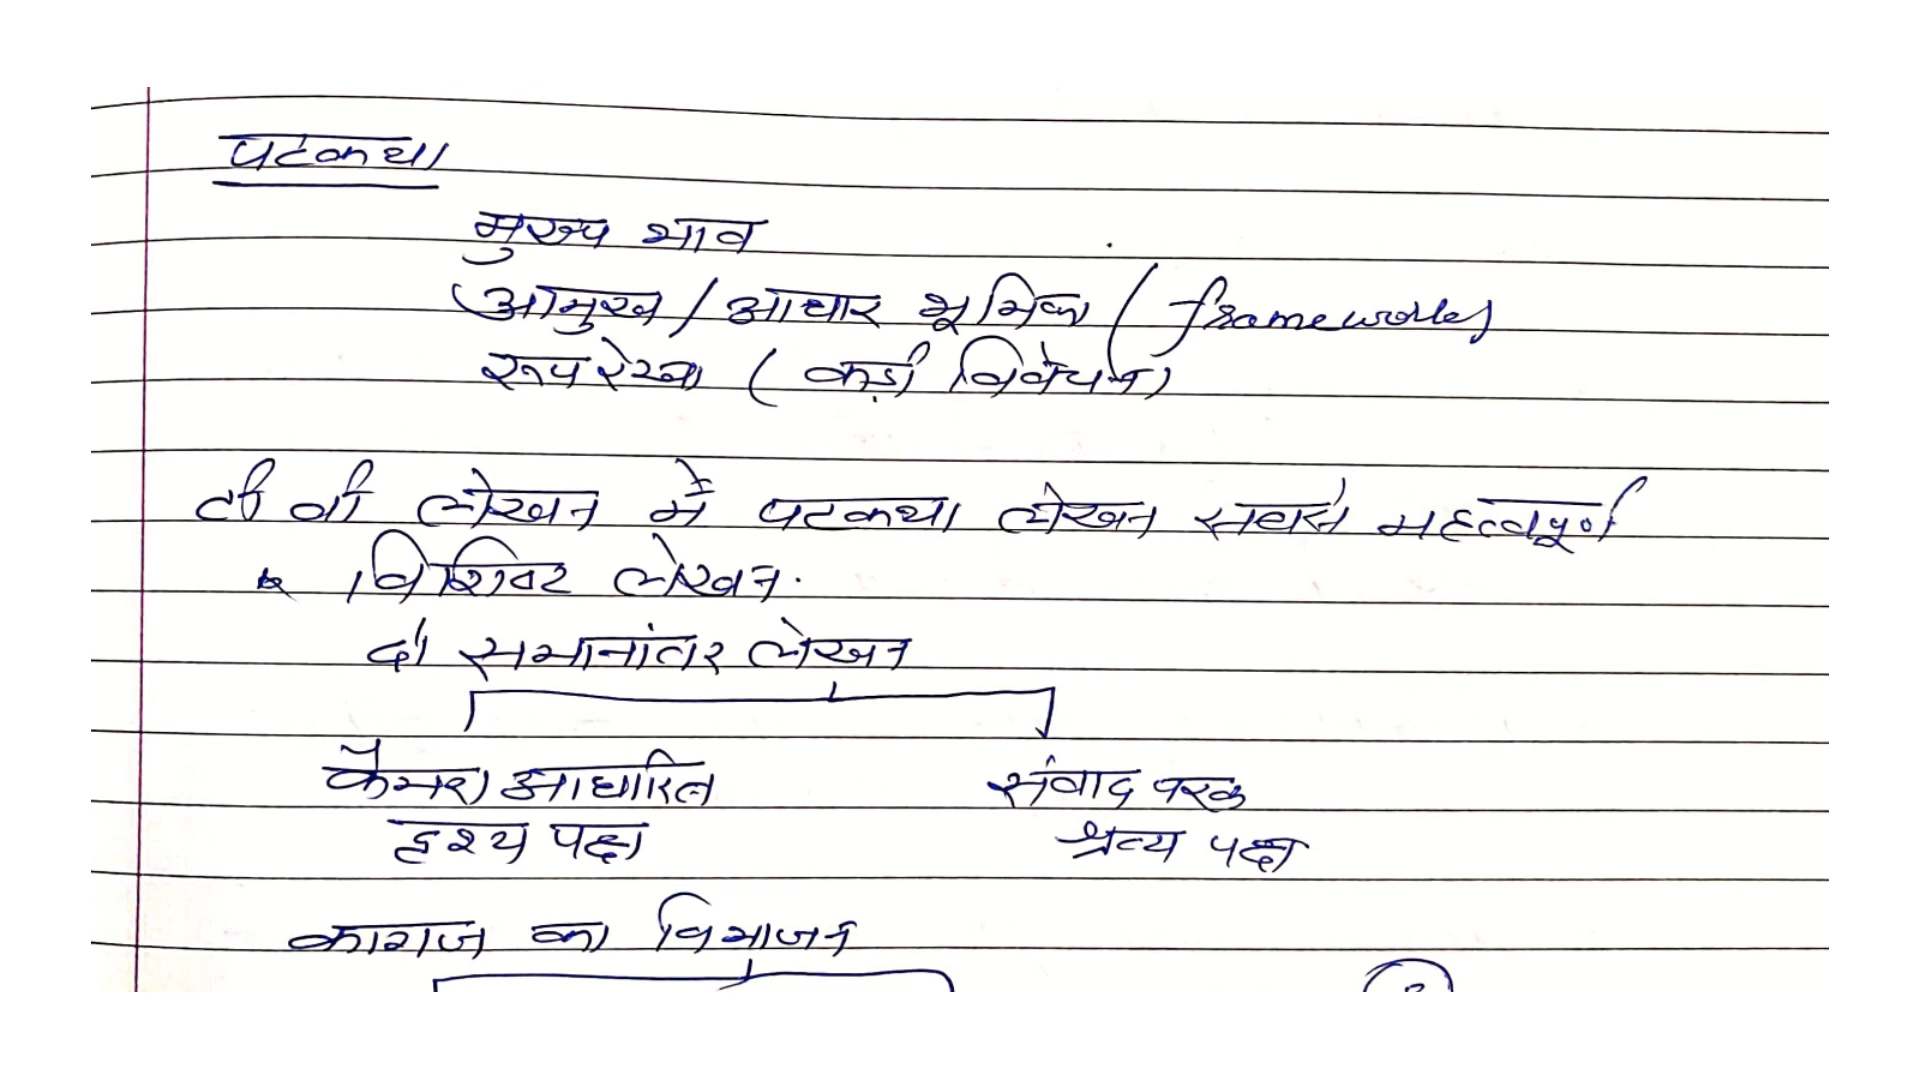 पटकथा
मुख्य भाव
(आमुख / आधार भूमिका ( framework)
रूपरेखा ( कड़ी विवेचन)
टी वी लेखन में पटकथा लेखन सबसे महत्वपूर्ण
व विशिष्ट लेखन.
दो समानांतर लेखन
कैमरा आधारित संवाद परक
दृश्य पक्ष श्रव्य पक्ष
कागज का विभाजन